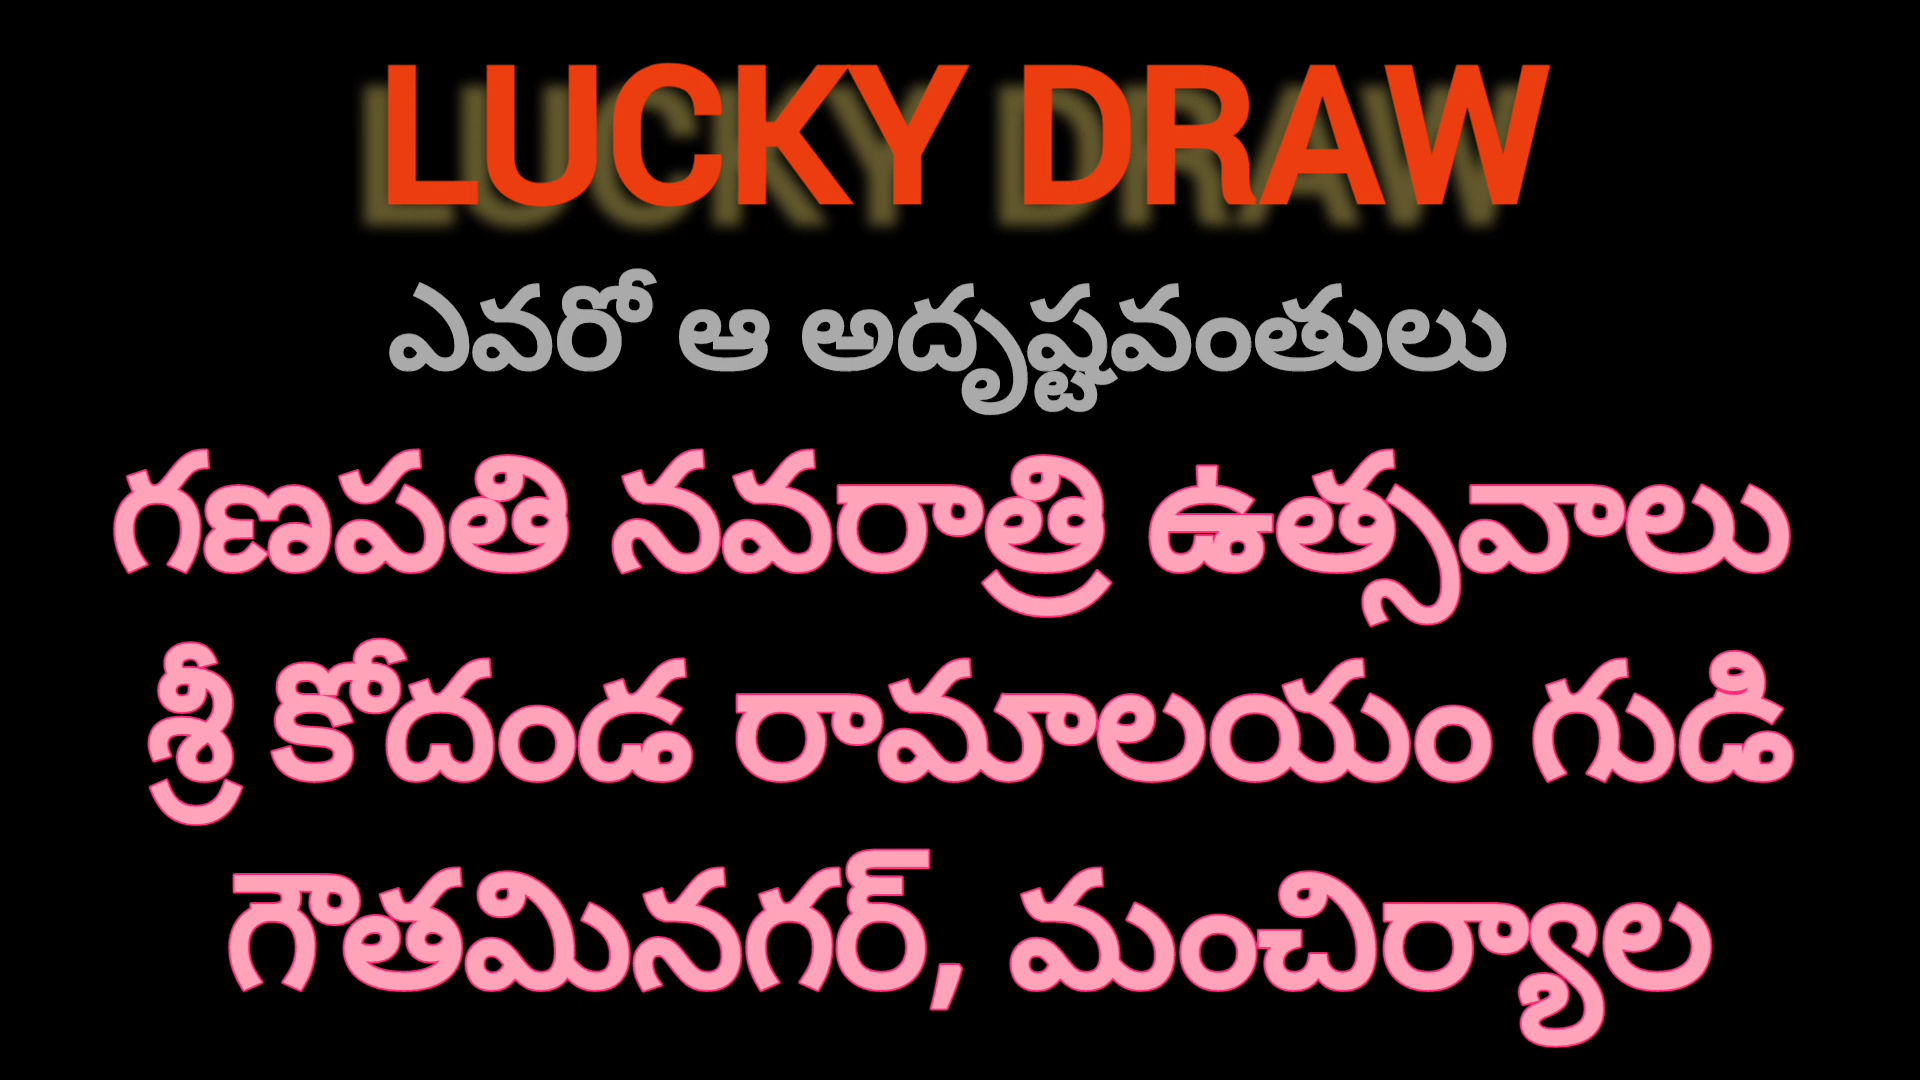 LUCKY DRAW
ఎవరో ఆ అదృష్టవంతులు
గణపతి నవరాత్రి ఉత్సవాలు
శ్రీ కోదండ రామాలయం గుడి
గౌతమినగర్, మంచిర్యాల